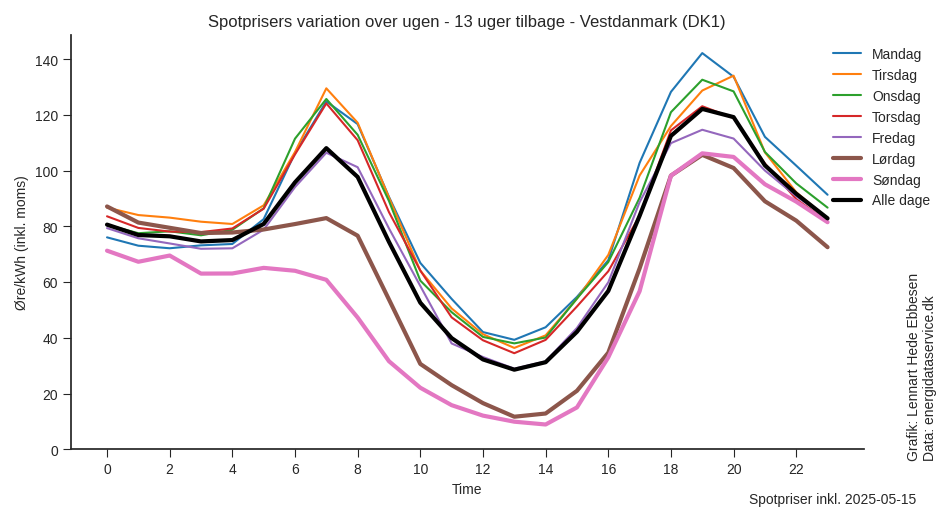 Spotprisers variation over ugen - 13 uger tilbage - Vestdanmark (DK1)
Øre/kWh (inkl. moms)
140
120
100
80
60
40
20
0
0 2 4 6 8 10 12 14 16 18 20 22
Time
Mandag
Tirsdag
Onsdag
Torsdag
Fredag
Lørdag
Søndag
Alle dage
Grafik: Lennart Hede Ebbesen
Data: energidataservice.dk
Spotpriser inkl. 2025-05-15